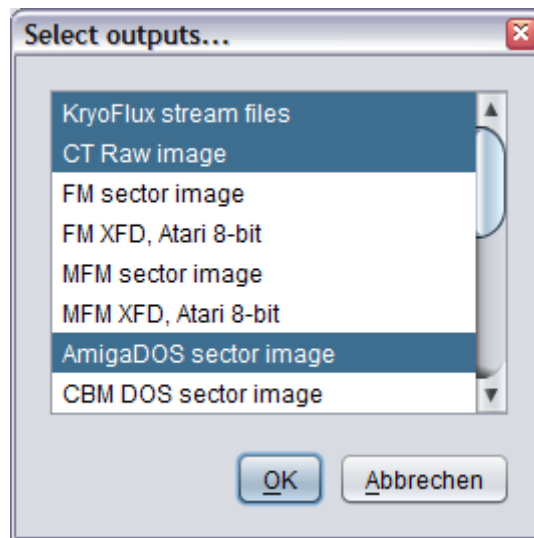 Select outputs...
KryoFlux stream files
CT Raw image
FM sector image
FM XFD, Atari 8-bit
MFM sector image
MFM XFD, Atari 8-bit
AmigaDOS sector image
CBM DOS sector image
OK Abbrechen